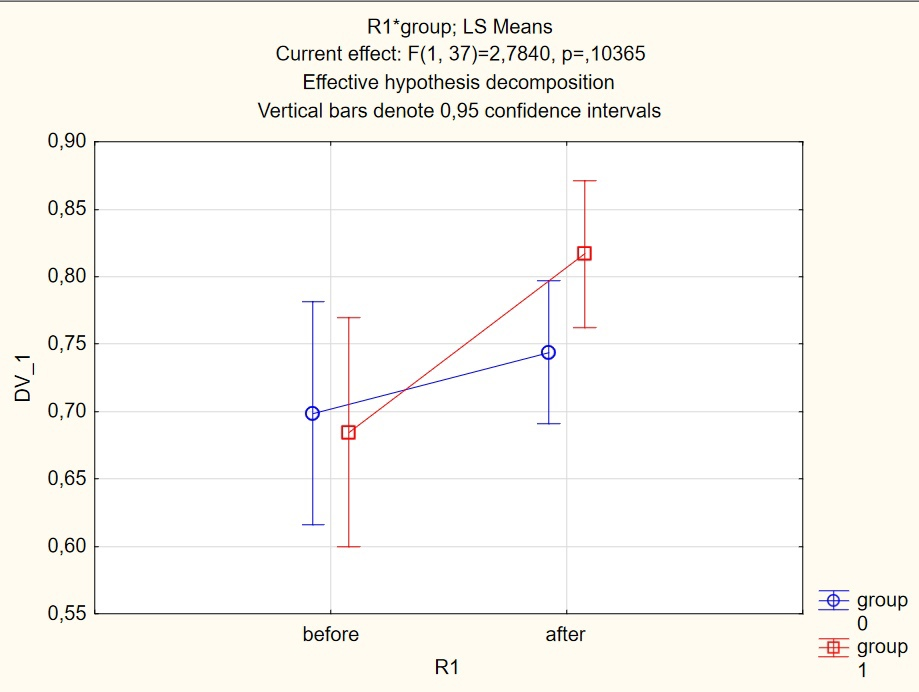 R1*group; LS Means
Current effect: F(1, 37)=2,7840, p=,10365
Effective hypothesis decomposition
Vertical bars denote 0,95 confidence intervals
0,90
0,85
0,80
0,75
0,70
0,65
0,60
0,55
DV_1
before
after
R1
group
0
group
1